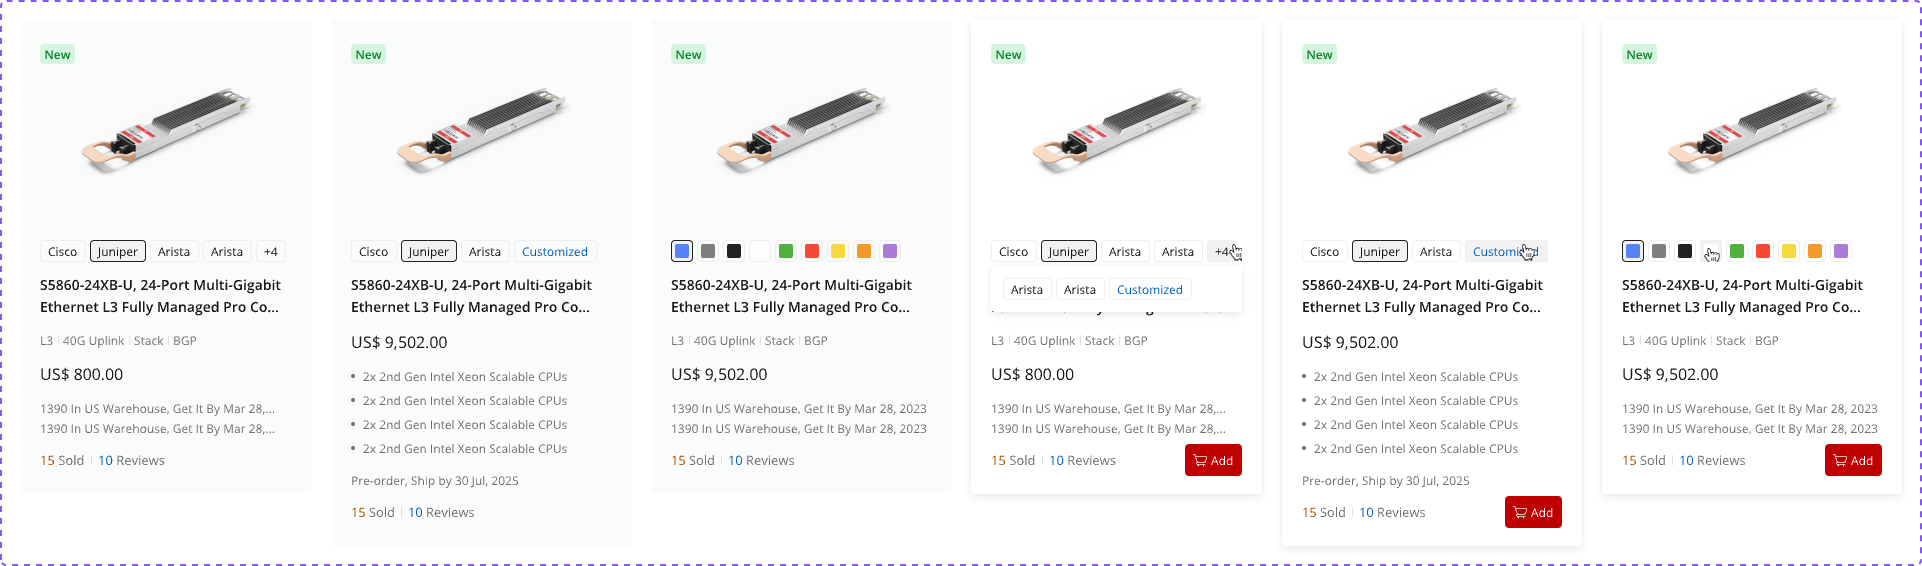 New
Cisco Juniper Arista Arista +4
S5860-24XB-U, 24-Port Multi-Gigabit
Ethernet L3 Fully Managed Pro Co...
L3 40G Uplink Stack BGP
US$ 800.00
1390 In US Warehouse, Get It By Mar 28,...
1390 In US Warehouse, Get It By Mar 28,...
15 Sold 10 Reviews
New
Cisco Juniper Arista Customized
S5860-24XB-U, 24-Port Multi-Gigabit
Ethernet L3 Fully Managed Pro Co...
US$ 9,502.00
• 2x 2nd Gen Intel Xeon Scalable CPUs
• 2x 2nd Gen Intel Xeon Scalable CPUs
• 2x 2nd Gen Intel Xeon Scalable CPUs
• 2x 2nd Gen Intel Xeon Scalable CPUs
Pre-order, Ship by 30 Jul, 2025
15 Sold 10 Reviews
New
S5860-24XB-U, 24-Port Multi-Gigabit
Ethernet L3 Fully Managed Pro Co...
L3 40G Uplink Stack BGP
US$ 9,502.00
1390 In US Warehouse, Get It By Mar 28, 2023
1390 In US Warehouse, Get It By Mar 28, 2023
15 Sold 10 Reviews
New
Cisco Juniper Arista Arista +4
Arista Arista Customized
L3 40G Uplink Stack BGP
US$ 800.00
1390 In US Warehouse, Get It By Mar 28,...
1390 In US Warehouse, Get It By Mar 28,...
15 Sold 10 Reviews Add
New
Cisco Juniper Arista Customized
S5860-24XB-U, 24-Port Multi-Gigabit
Ethernet L3 Fully Managed Pro Co...
US$ 9,502.00
• 2x 2nd Gen Intel Xeon Scalable CPUs
• 2x 2nd Gen Intel Xeon Scalable CPUs
• 2x 2nd Gen Intel Xeon Scalable CPUs
• 2x 2nd Gen Intel Xeon Scalable CPUs
Pre-order, Ship by 30 Jul, 2025
15 Sold 10 Reviews Add
New
S5860-24XB-U, 24-Port Multi-Gigabit
Ethernet L3 Fully Managed Pro Co...
L3 40G Uplink Stack BGP
US$ 9,502.00
1390 In US Warehouse, Get It By Mar 28, 2023
1390 In US Warehouse, Get It By Mar 28, 2023
15 Sold 10 Reviews Add